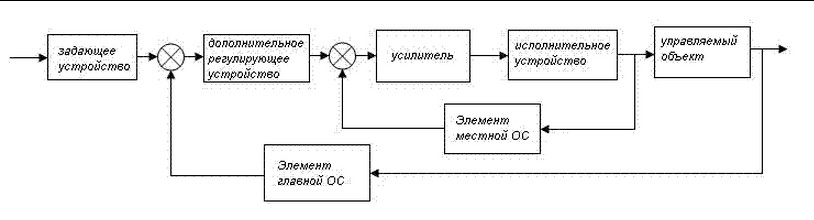 задающее
устройство
дополнительное
регулирующее
устройство
усилитель
исполнительное
устройство
управляемый
объект
Элемент
местной ОС
Элемент
главной ОС